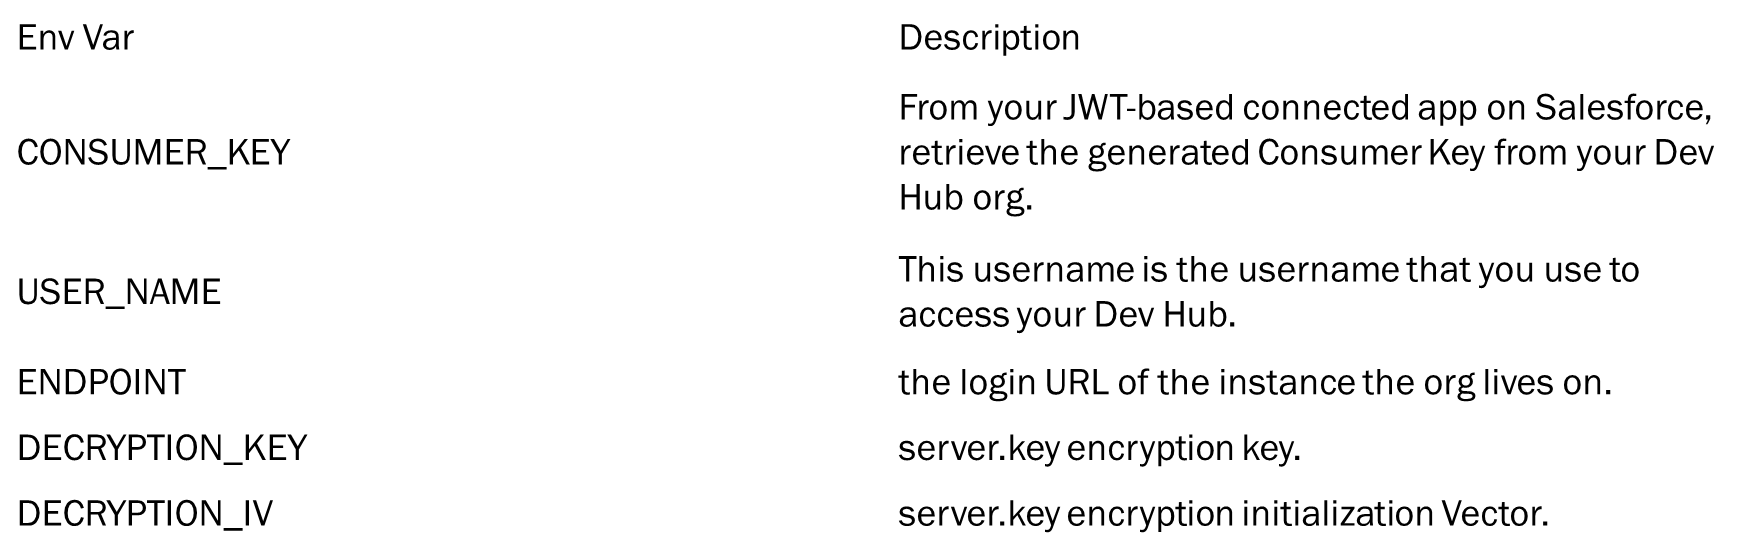 Env Var
Description
CONSUMER_KEY
From your JWT-based connected app on Salesforce,
retrieve the generated Consumer Key from your Dev
Hub org.
USER_NAME
This username is the username that you use to
access your Dev Hub.
ENDPOINT
the login URL of the instance the org lives on.
DECRYPTION_KEY
server.key encryption key.
DECRYPTION_IV
server.key encryption initialization Vector.